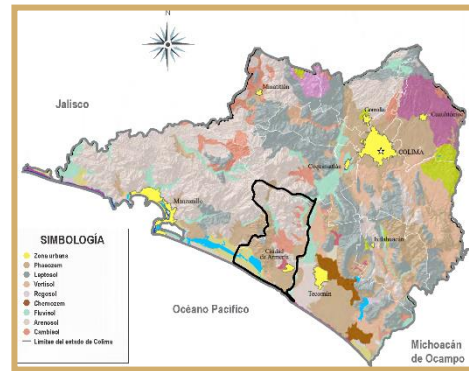 N
Jalisco
Minatitlán
Comala
Cuauhtémoc
COLIMA
Coquimatlán
Manzanillo
Ixtlahuacán
Ciudad
de Armería
Tecomán
Océano Pacífico
Michoacán
de Ocampo
SIMBOLOGÍA
Zona urbana
Phaeozem
Leptosol
Vertisol
Regosol
Chernozem
Fluvisol
Arenosol
Cambisol
Límites del estado de Colima